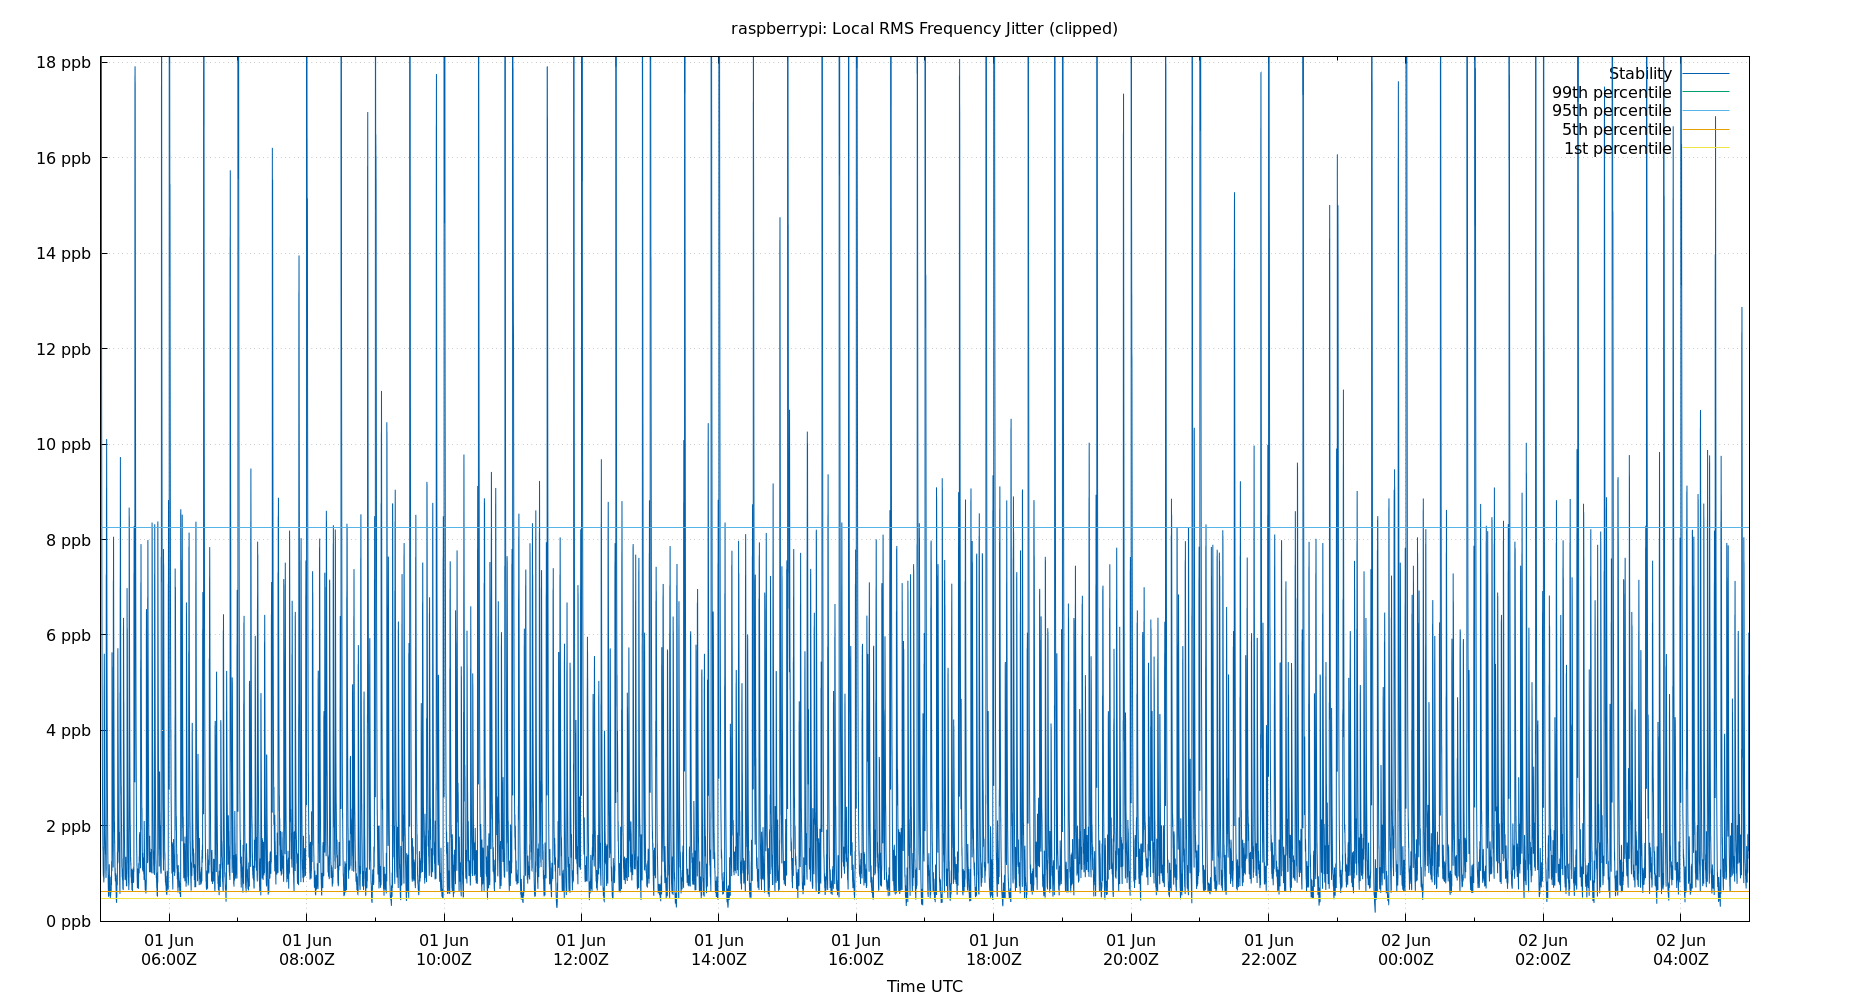 raspberrypi: Local RMS Frequency Jitter (clipped)
18 ppb
16 ppb
14 ppb
12 ppb
10 ppb
8 ppb
6 ppb
4 ppb
2 ppb
0 ppb
Stability
99th percentile
95th percentile
5th percentile
1st percentile
01 Jun 01 Jun 01 Jun 01 Jun 01 Jun 01 Jun 01 Jun 01 Jun 01 Jun 02 Jun 02 Jun 02 Jun
06:00Z 08:00Z 10:00Z 12:00Z 14:00Z 16:00Z 18:00Z 20:00Z 22:00Z 00:00Z 02:00Z 04:00Z
Time UTC